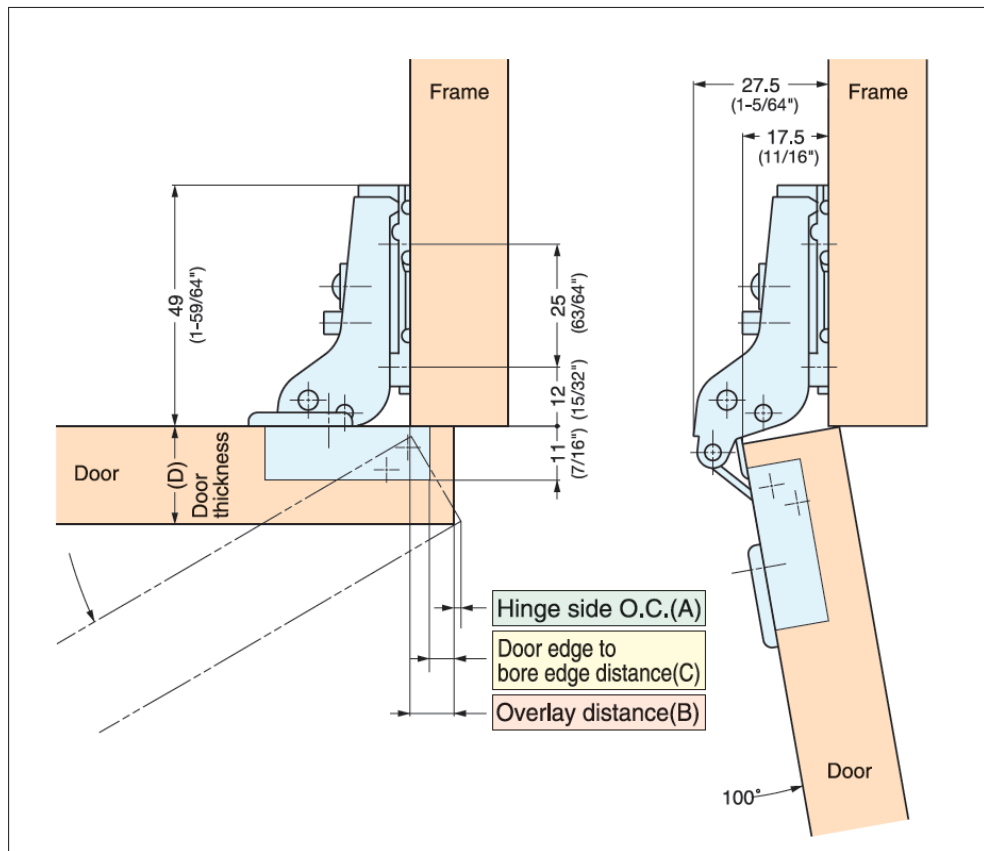 Frame
27.5
(1-5/64")
Frame
17.5
(11/16")
49
(1-59/64")
25
(63/64")
12
(15/32")
11
(7/16")
Door
(D)
Door
thickness
Hinge side O.C.(A)
Door edge to
bore edge distance(C)
Overlay distance(B)
Door
100°